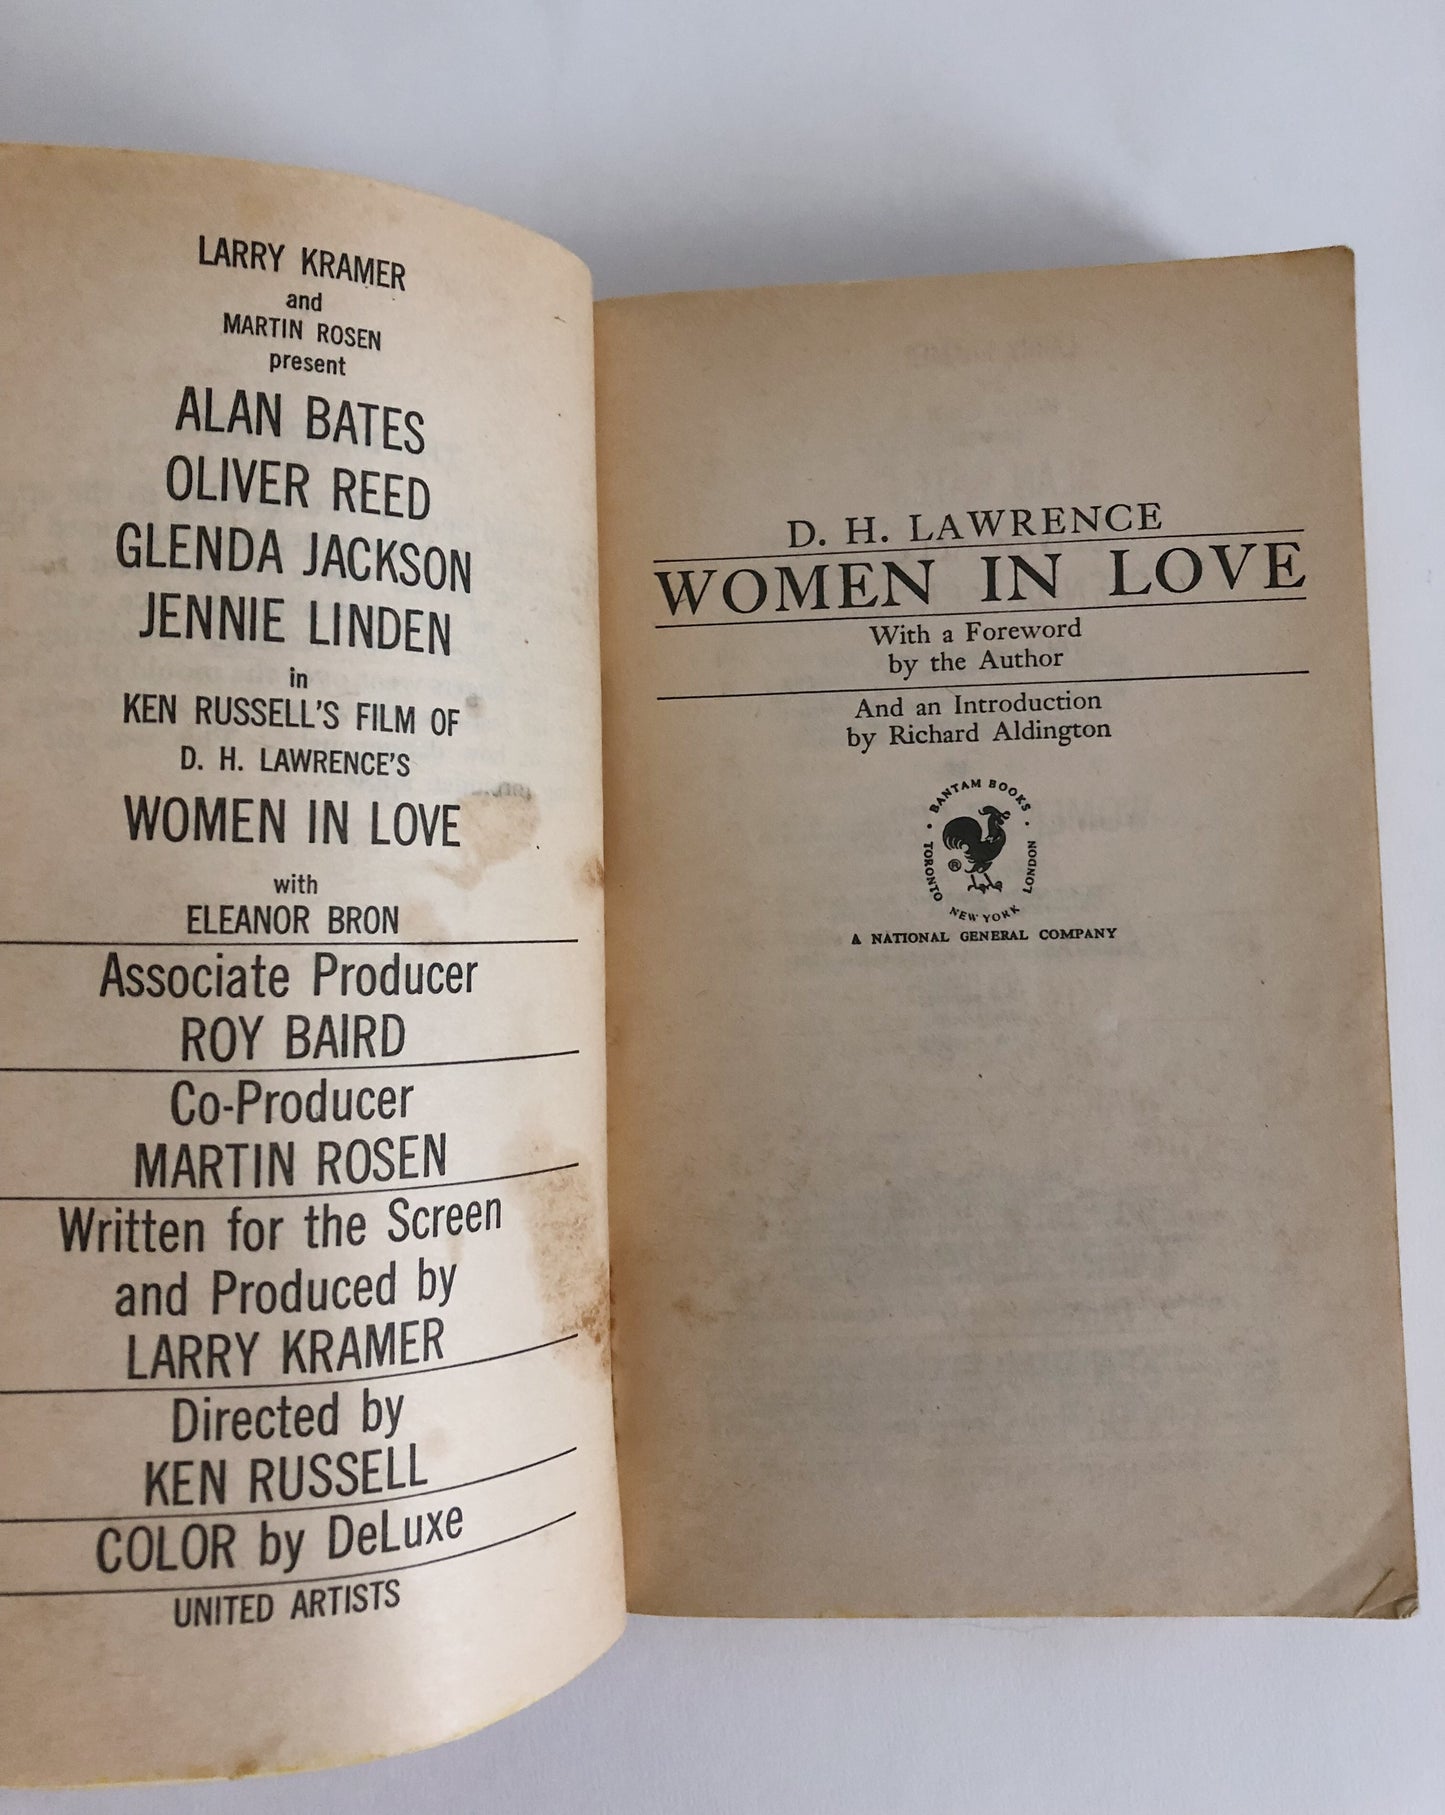 LARRY KRAMER
and
MARTIN ROSEN
present
ALAN BATES
OLIVER REED
GLENDA JACKSON
JENNIE LINDEN
in
KEN RUSSELL'S FILM OF
D. H. LAWRENCE'S
WOMEN IN LOVE
with
ELEANOR BRON
Associate Producer
ROY BAIRD
Co-Producer
MARTIN ROSEN
Written for the Screen
and Produced by
LARRY KRAMER
Directed by
KEN RUSSELL
COLOR by DeLuxe
UNITED ARTISTS
D. H. LAWRENCE
WOMEN IN LOVE
With a Foreword
by the Author
And an Introduction
by Richard Aldington
BANTAM BOOKS
TORONTO · NEW YORK · LONDON
®
A NATIONAL GENERAL COMPANY